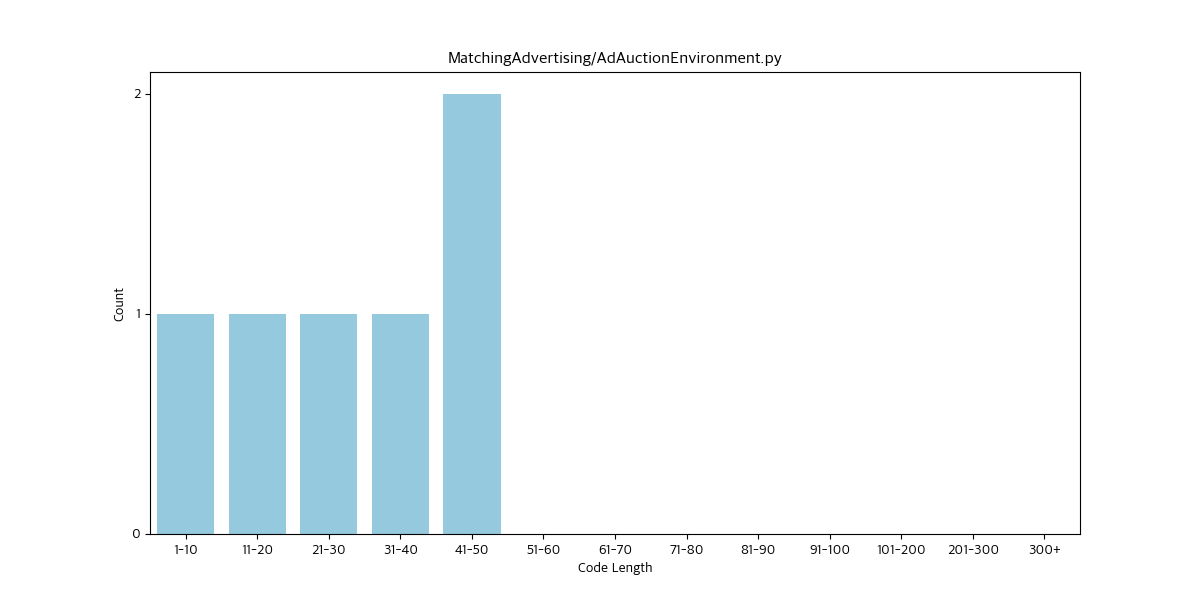 MatchingAdvertising/AdAuctionEnvironment.py
2
1
0
Count
1-10 11-20 21-30 31-40 41-50 51-60 61-70 71-80 81-90 91-100 101-200 201-300 300+
Code Length